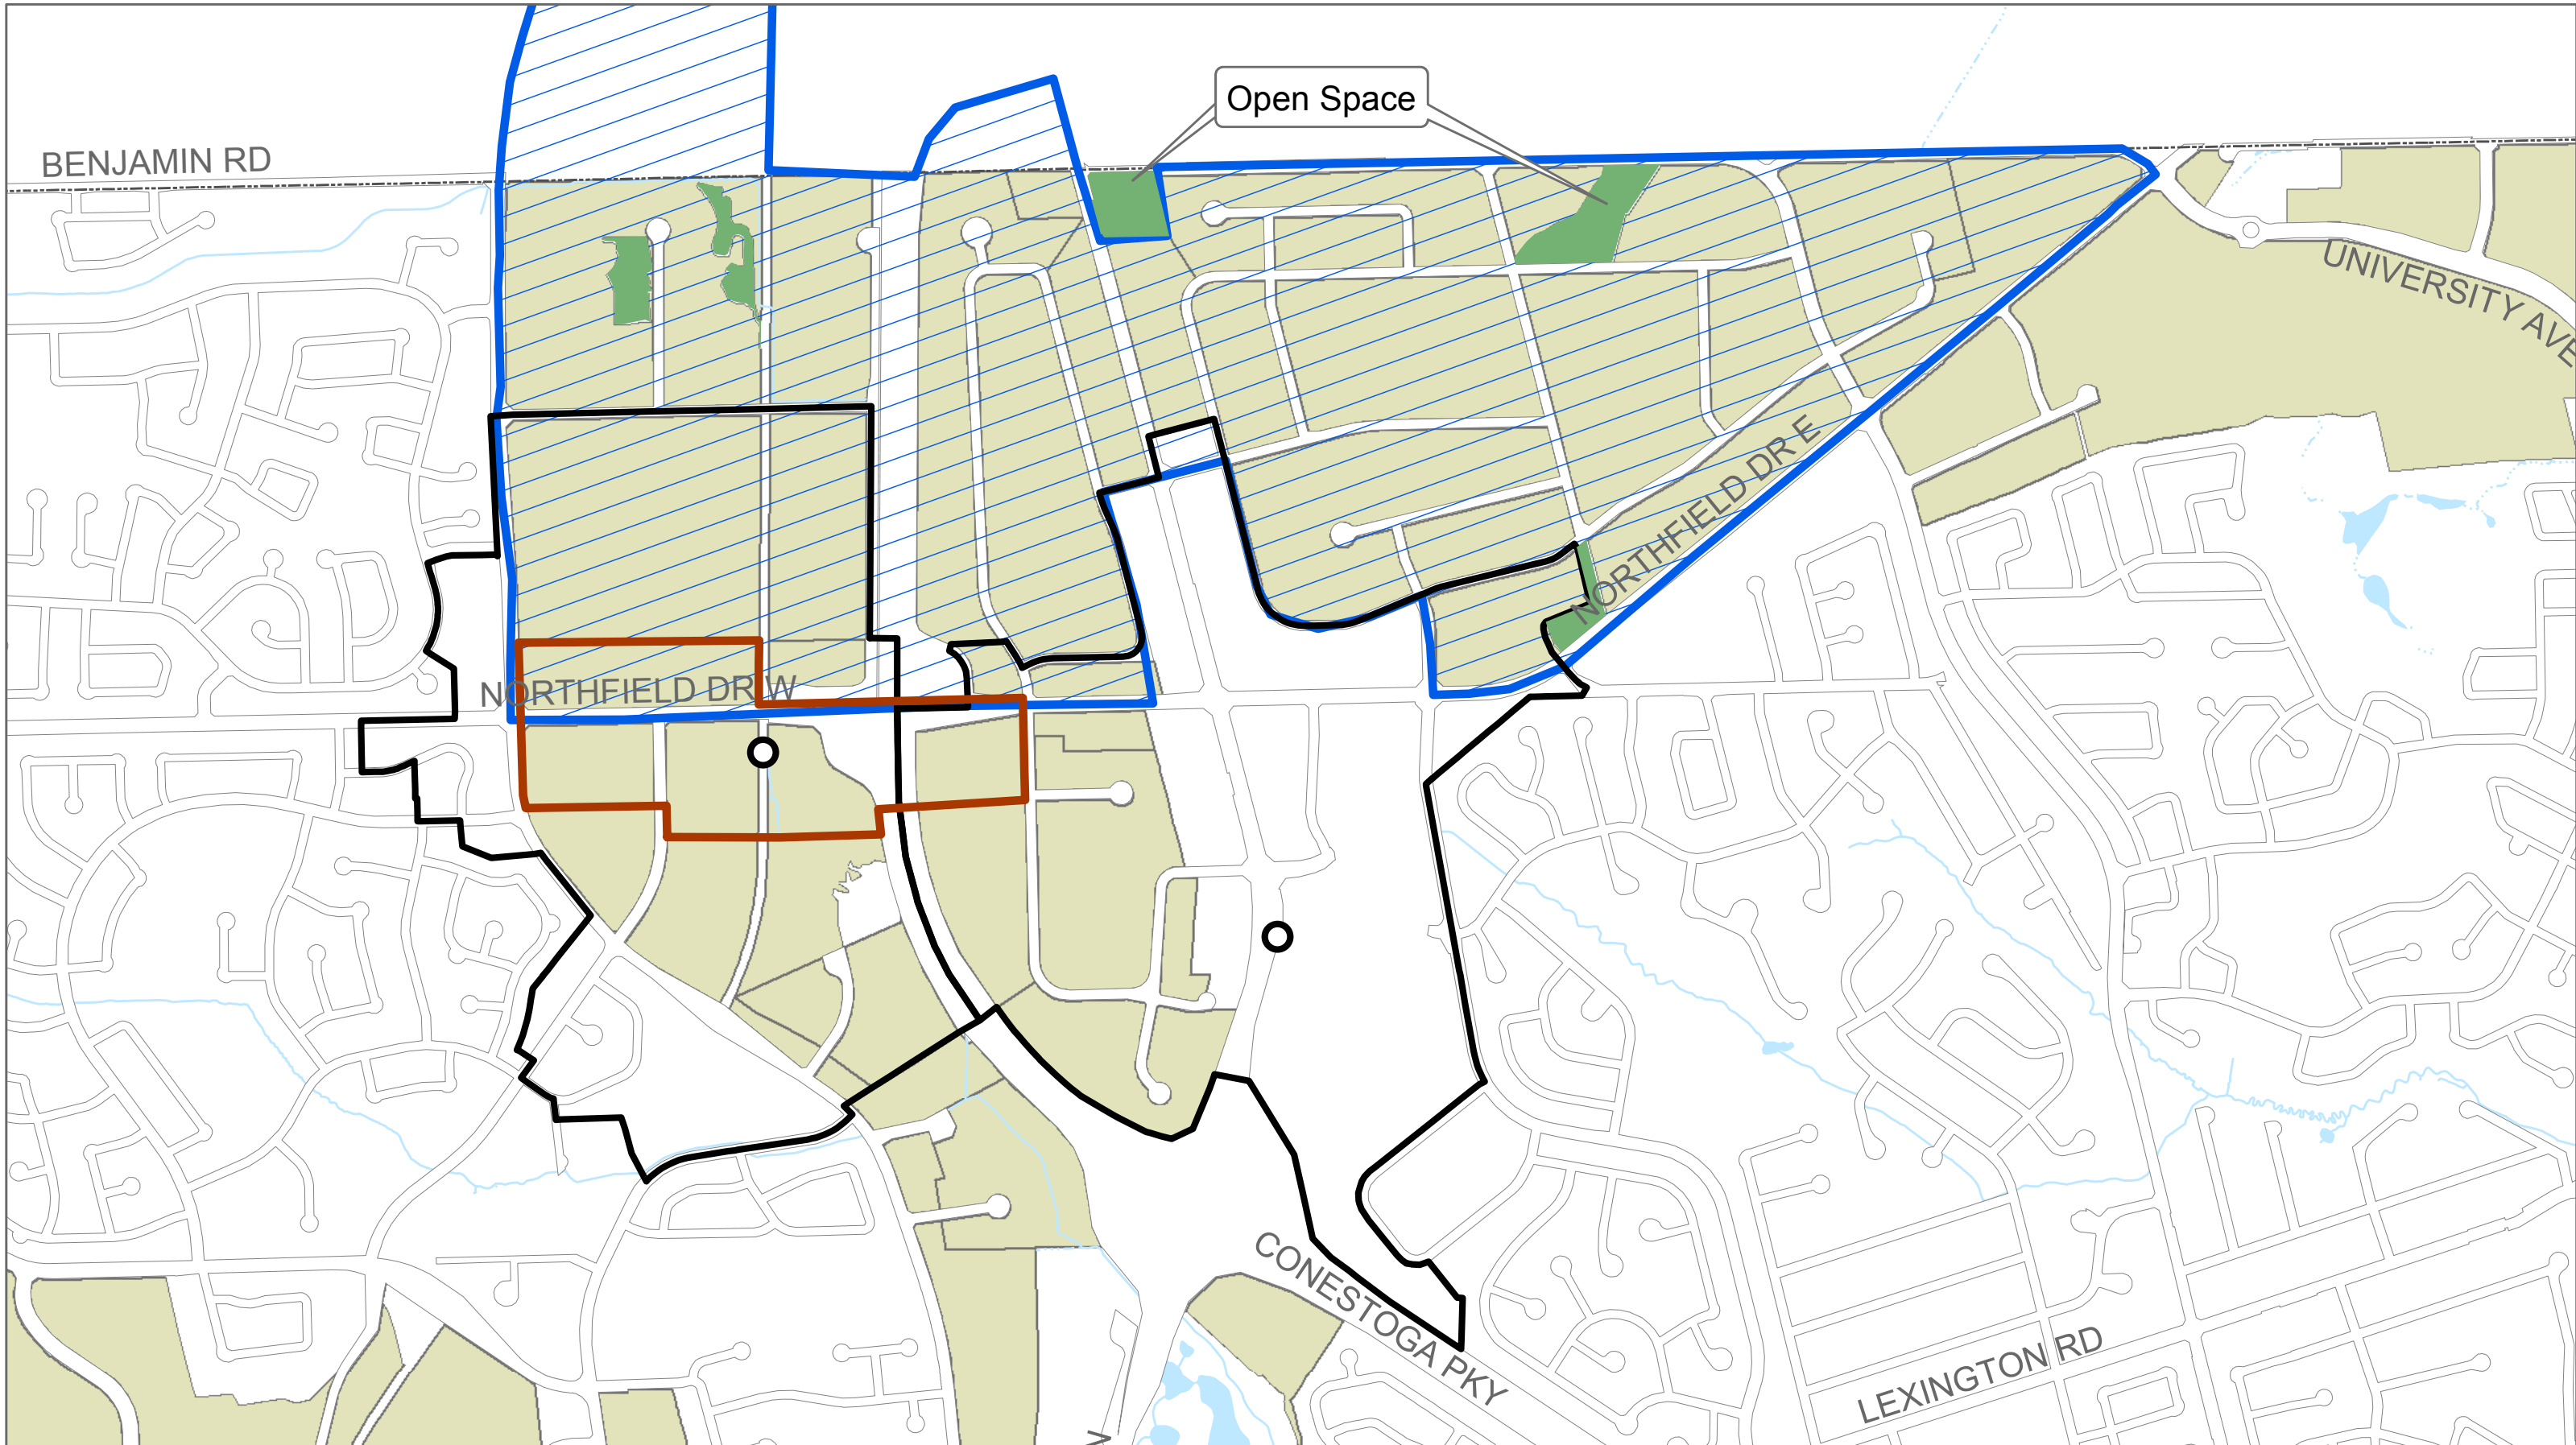 Open Space
BENJAMIN RD
UNIVERSITY AVE
NORTHFIELD DR E
NORTHFIELD DR W
CONESTOGA PKY
LEXINGTON RD